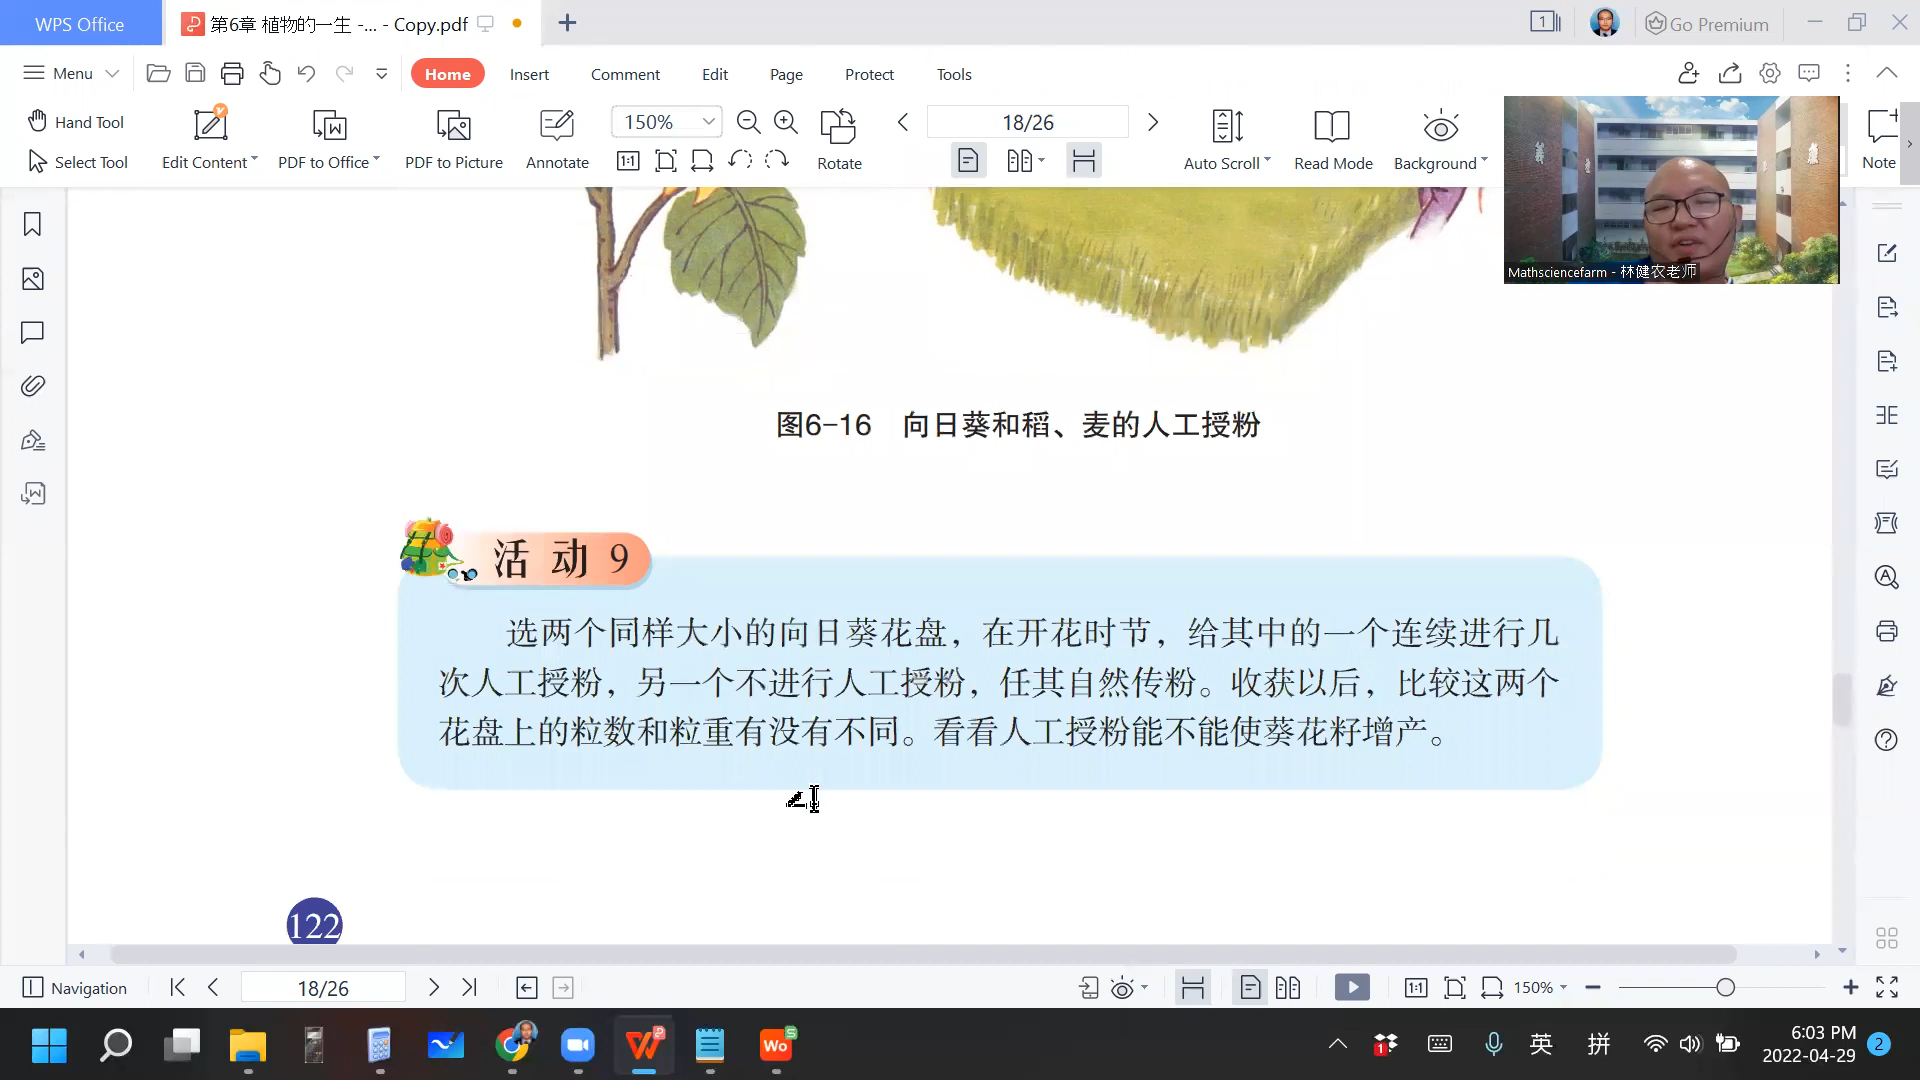 WPS Office
第6章 植物的一生 -... - Copy.pdf
1
Go Premium
Menu
Home
Insert
Comment
Edit
Page
Protect
Tools
Hand Tool
Select Tool
Edit Content
PDF to Office
PDF to Picture
Annotate
150%
1:1
Rotate
18/26
Auto Scroll
Read Mode
Background
Note
Mathsciencefarm - 林健农老师
图6-16 向日葵和稻、麦的人工授粉
活 动 9
选两个同样大小的向日葵花盘，在开花时节，给其中的一个连续进行几
次人工授粉，另一个不进行人工授粉，任其自然传粉。收获以后，比较这两个
花盘上的粒数和粒重有没有不同。看看人工授粉能不能使葵花籽增产。
122
Navigation
18/26
1:1
150%
Wo
S
1
英
拼
6:03 PM
2022-04-29
2